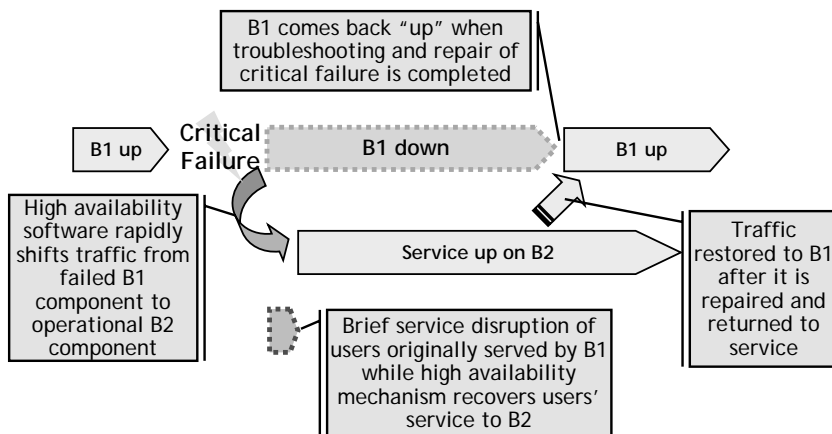 B1 comes back “up” when
troubleshooting and repair of
critical failure is completed
B1 up
Critical
Failure
B1 down
B1 up
High availability
software rapidly
shifts traffic from
failed B1
component to
operational B2
component
Service up on B2
Traffic
restored to B1
after it is
repaired and
returned to
service
Brief service disruption of
users originally served by B1
while high availability
mechanism recovers users’
service to B2